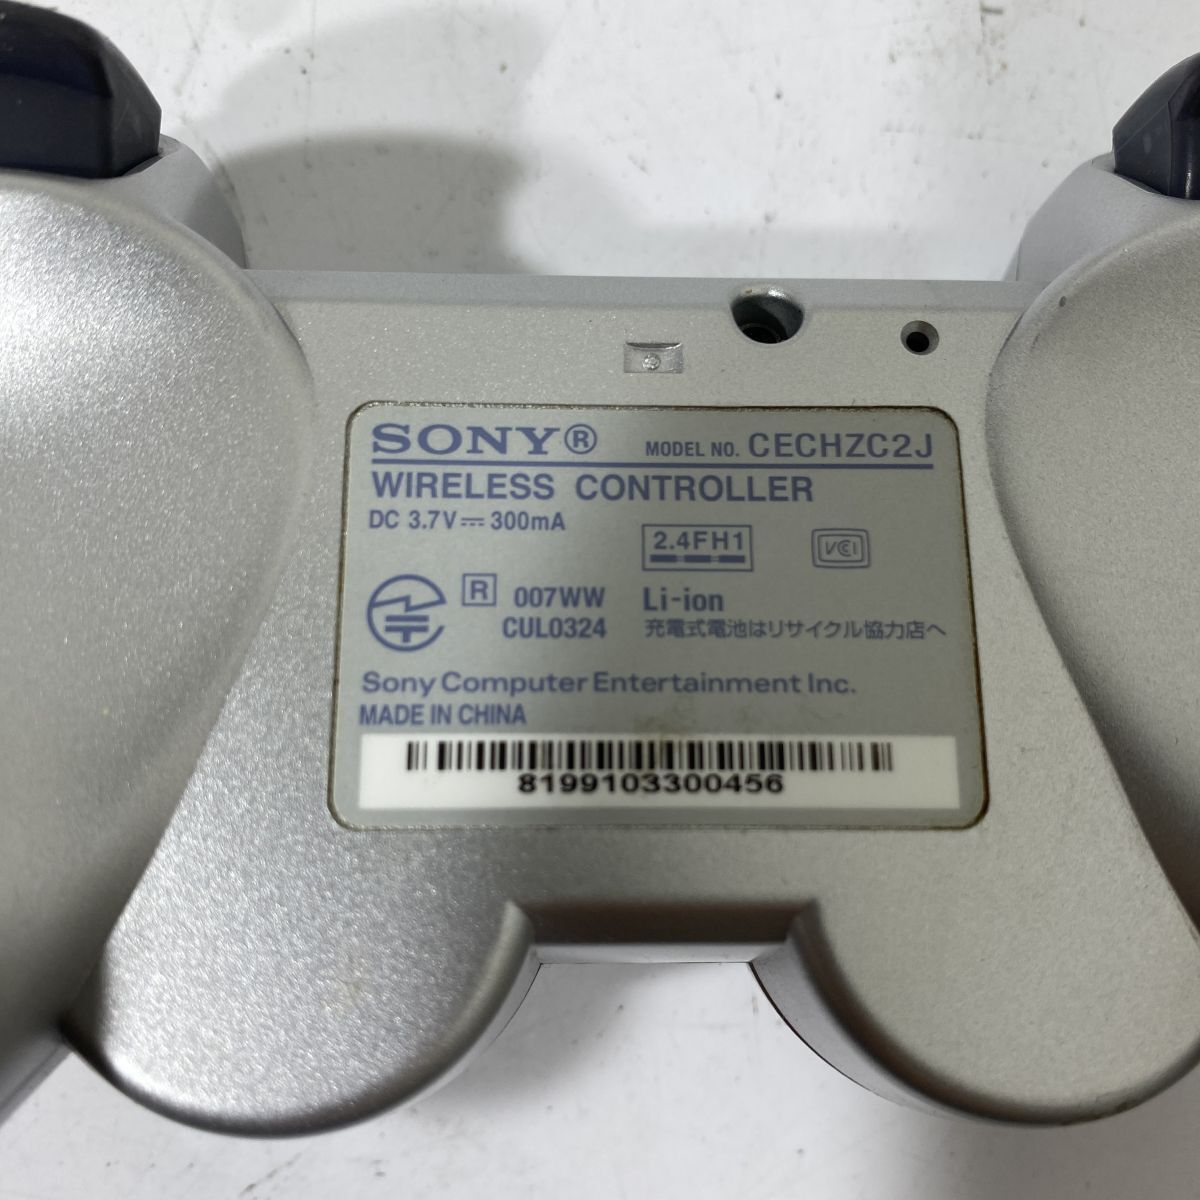 SONY® MODEL NO. CECHZC2J
WIRELESS CONTROLLER
DC 3.7V⎓300mA
2.4FH1
VCI
R 007WW
CUL0324
Li-ion
充電式電池はリサイクル協力店へ
Sony Computer Entertainment Inc.
MADE IN CHINA
8199103300456